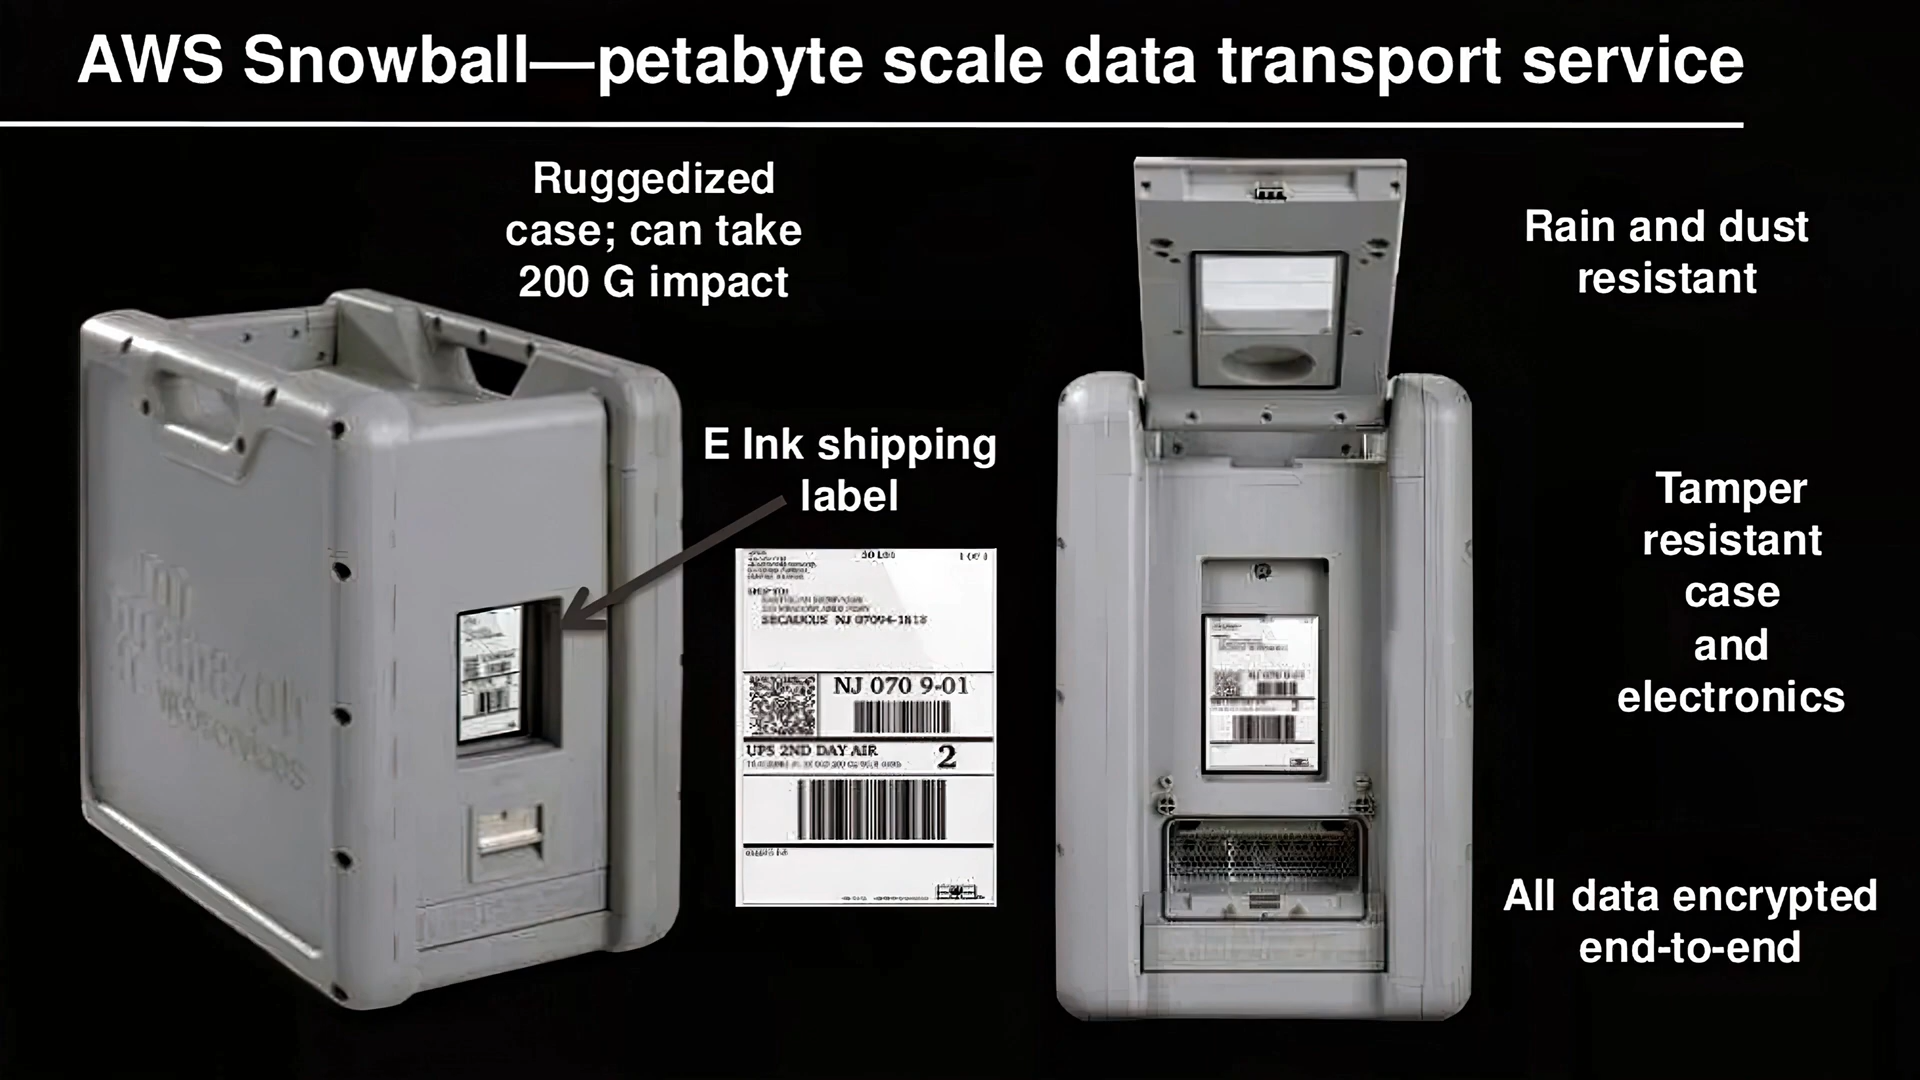 AWS Snowball—petabyte scale data transport service
Ruggedized
case; can take
200 G impact
Rain and dust
resistant
E Ink shipping
label
Tamper
resistant
case
and
electronics
All data encrypted
end-to-end
SECAUCUS NJ 07094-1813
NJ 070 9-01
UPS 2ND DAY AIR
2